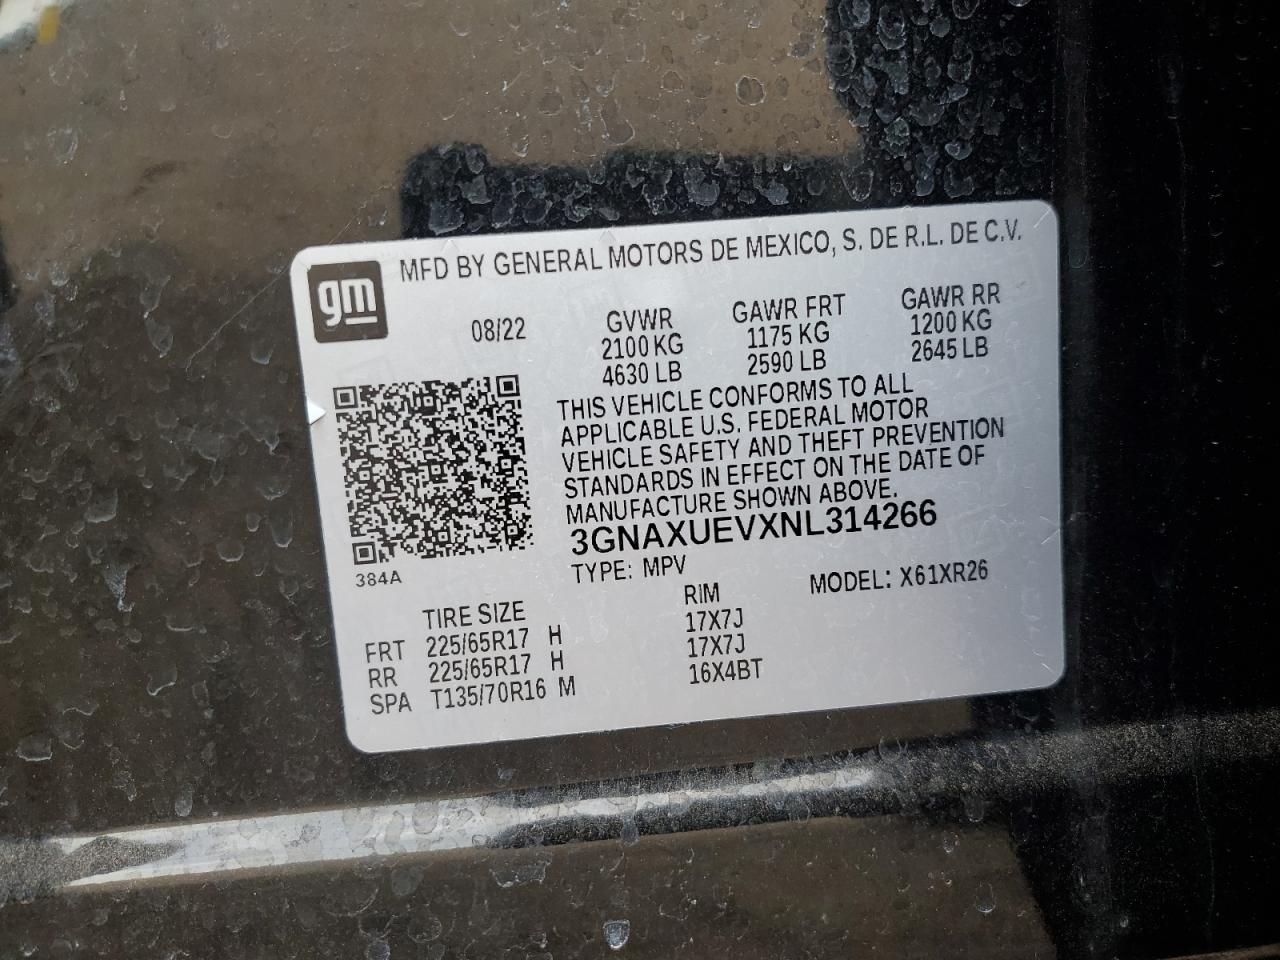 gm
MFD BY GENERAL MOTORS DE MEXICO, S. DE R.L. DE C.V.
08/22
GVWR
2100 KG
4630 LB
GAWR FRT
1175 KG
2590 LB
GAWR RR
1200 KG
2645 LB
THIS VEHICLE CONFORMS TO ALL
APPLICABLE U.S. FEDERAL MOTOR
VEHICLE SAFETY AND THEFT PREVENTION
STANDARDS IN EFFECT ON THE DATE OF
MANUFACTURE SHOWN ABOVE.
3GNAXUEVXNL314266
TYPE: MPV
MODEL: X61XR26
384A
TIRE SIZE RIM
FRT 225/65R17 H 17X7J
RR 225/65R17 H 17X7J
SPA T135/70R16 M 16X4BT